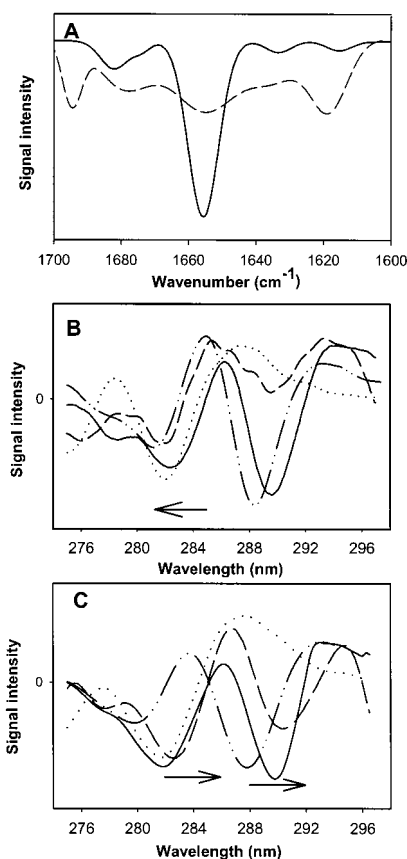 A
Signal intensity
1700 1680 1660 1640 1620 1600
Wavenumber (cm-1)
B
0
Signal intensity
276 280 284 288 292 296
Wavelength (nm)
C
0
Signal intensity
276 280 284 288 292 296
Wavelength (nm)